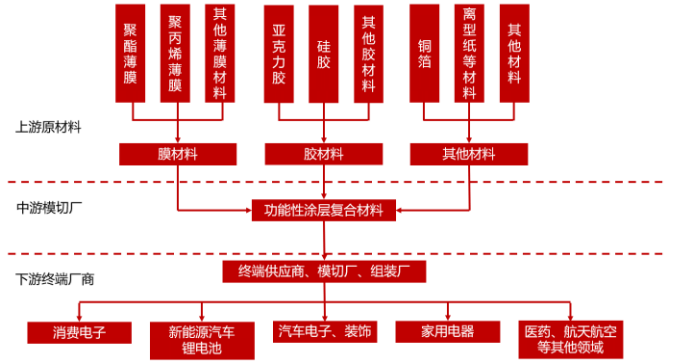 聚酯薄膜
聚丙烯薄膜
其他薄膜材料
亚克力胶
硅胶
其他胶材料
铜箔
离型纸等材料
其他材料
上游原材料
膜材料
胶材料
其他材料
中游模切厂
功能性涂层复合材料
下游终端厂商
终端供应商、模切厂、组装厂
消费电子
新能源汽车
锂电池
汽车电子、装饰
家用电器
医药、航天航空
等其他领域